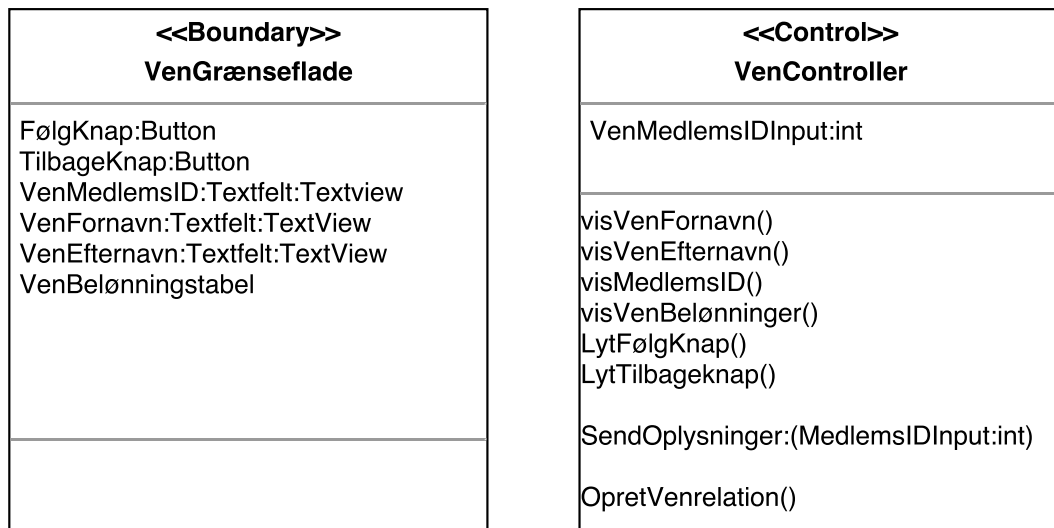 <<Boundary>>
VenGrænseflade
FølgKnap:Button
TilbageKnap:Button
VenMedlemsID:Textfelt:Textview
VenFornavn:Textfelt:TextView
VenEfternavn:Textfelt:TextView
VenBelønningstabel
<<Control>>
VenController
VenMedlemsIDInput:int
visVenFornavn()
visVenEfternavn()
visMedlemsID()
visVenBelønninger()
LytFølgKnap()
LytTilbageknap()
SendOplysninger:(MedlemsIDInput:int)
OpretVenrelation()